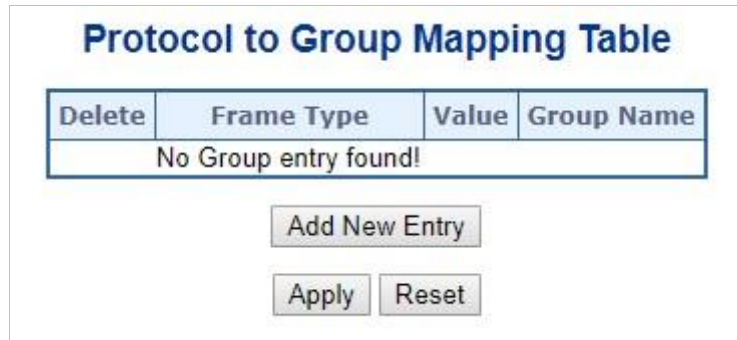 Protocol to Group Mapping Table
Delete Frame Type Value Group Name
No Group entry found!
Add New Entry
Apply Reset